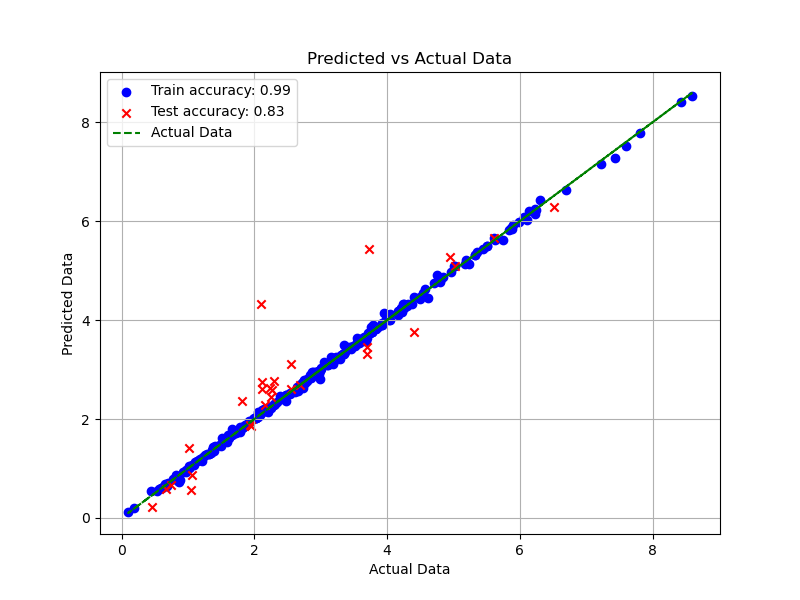 Predicted vs Actual Data
Train accuracy: 0.99
Test accuracy: 0.83
Actual Data
Predicted Data
8
6
4
2
0
0 2 4 6 8
Actual Data